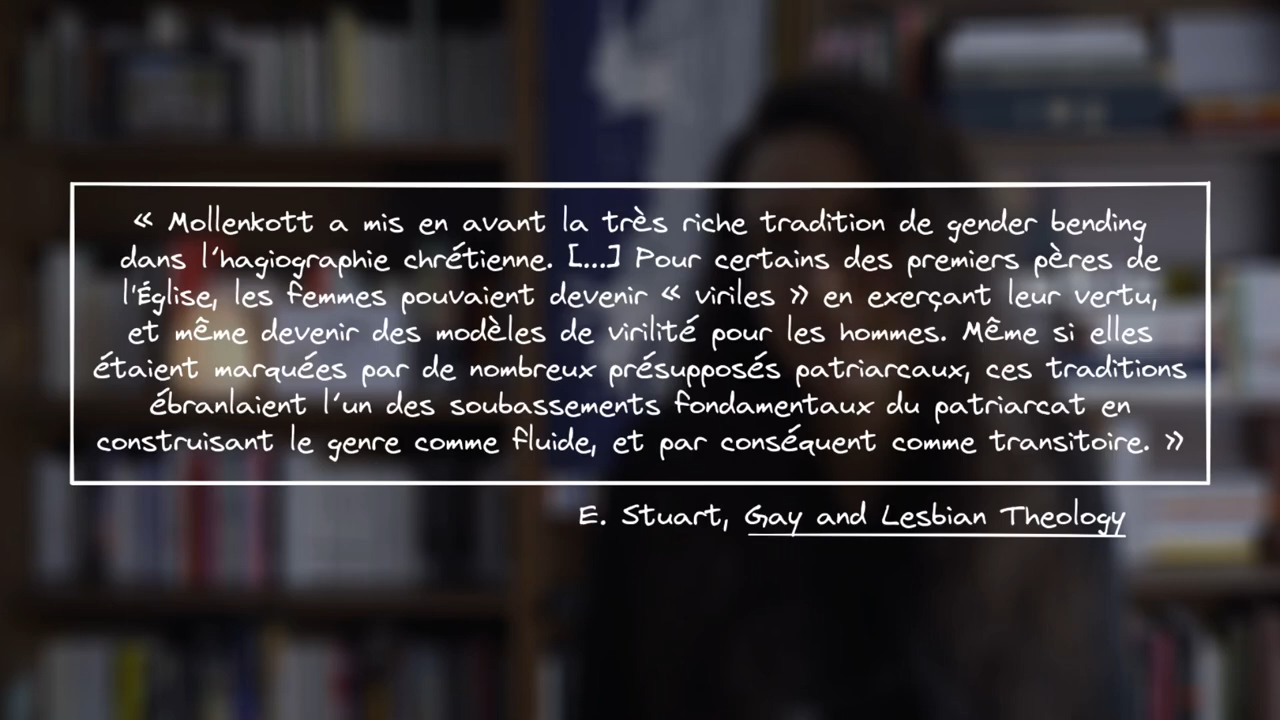 « Mollenkott a mis en avant la très riche tradition de gender bending
dans l'hagiographie chrétienne. [...] Pour certains des premiers pères de
l'Église, les femmes pouvaient devenir « viriles » en exerçant leur vertu,
et même devenir des modèles de virilité pour les hommes. Même si elles
étaient marquées par de nombreux présupposés patriarcaux, ces traditions
ébranlaient l'un des soubassements fondamentaux du patriarcat en
construisant le genre comme fluide, et par conséquent comme transitoire. »
E. Stuart, Gay and Lesbian Theology